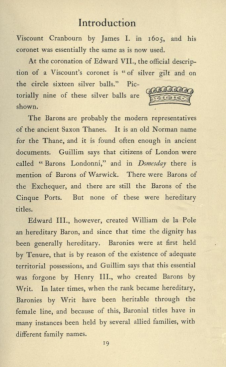 Introduction
Viscount Cranbourn by James I. in 1605, and his
coronet was essentially the same as is now used.
At the coronation of Edward VII., the official descrip-
tion of a Viscount's coronet is "of silver gilt and on
the circle sixteen silver balls." Pic-
torially nine of these silver balls are
shown.
The Barons are probably the modern representatives
of the ancient Saxon Thanes. It is an old Norman name
for the Thane, and it is found often enough in ancient
documents. Guillim says that citizens of London were
called "Barons Londonni," and in Domesday there is
mention of Barons of Warwick. There were Barons of
the Exchequer, and there are still the Barons of the
Cinque Ports. But none of these were hereditary
titles.
Edward III., however, created William de la Pole
an hereditary Baron, and since that time the dignity has
been generally hereditary. Baronies were at first held
by Tenure, that is by reason of the existence of adequate
territorial possessions, and Guillim says that this essential
was forgone by Henry III., who created Barons by
Writ. In later times, when the rank became hereditary,
Baronies by Writ have been heritable through the
female line, and because of this, Baronial titles have in
many instances been held by several allied families, with
different family names.
19